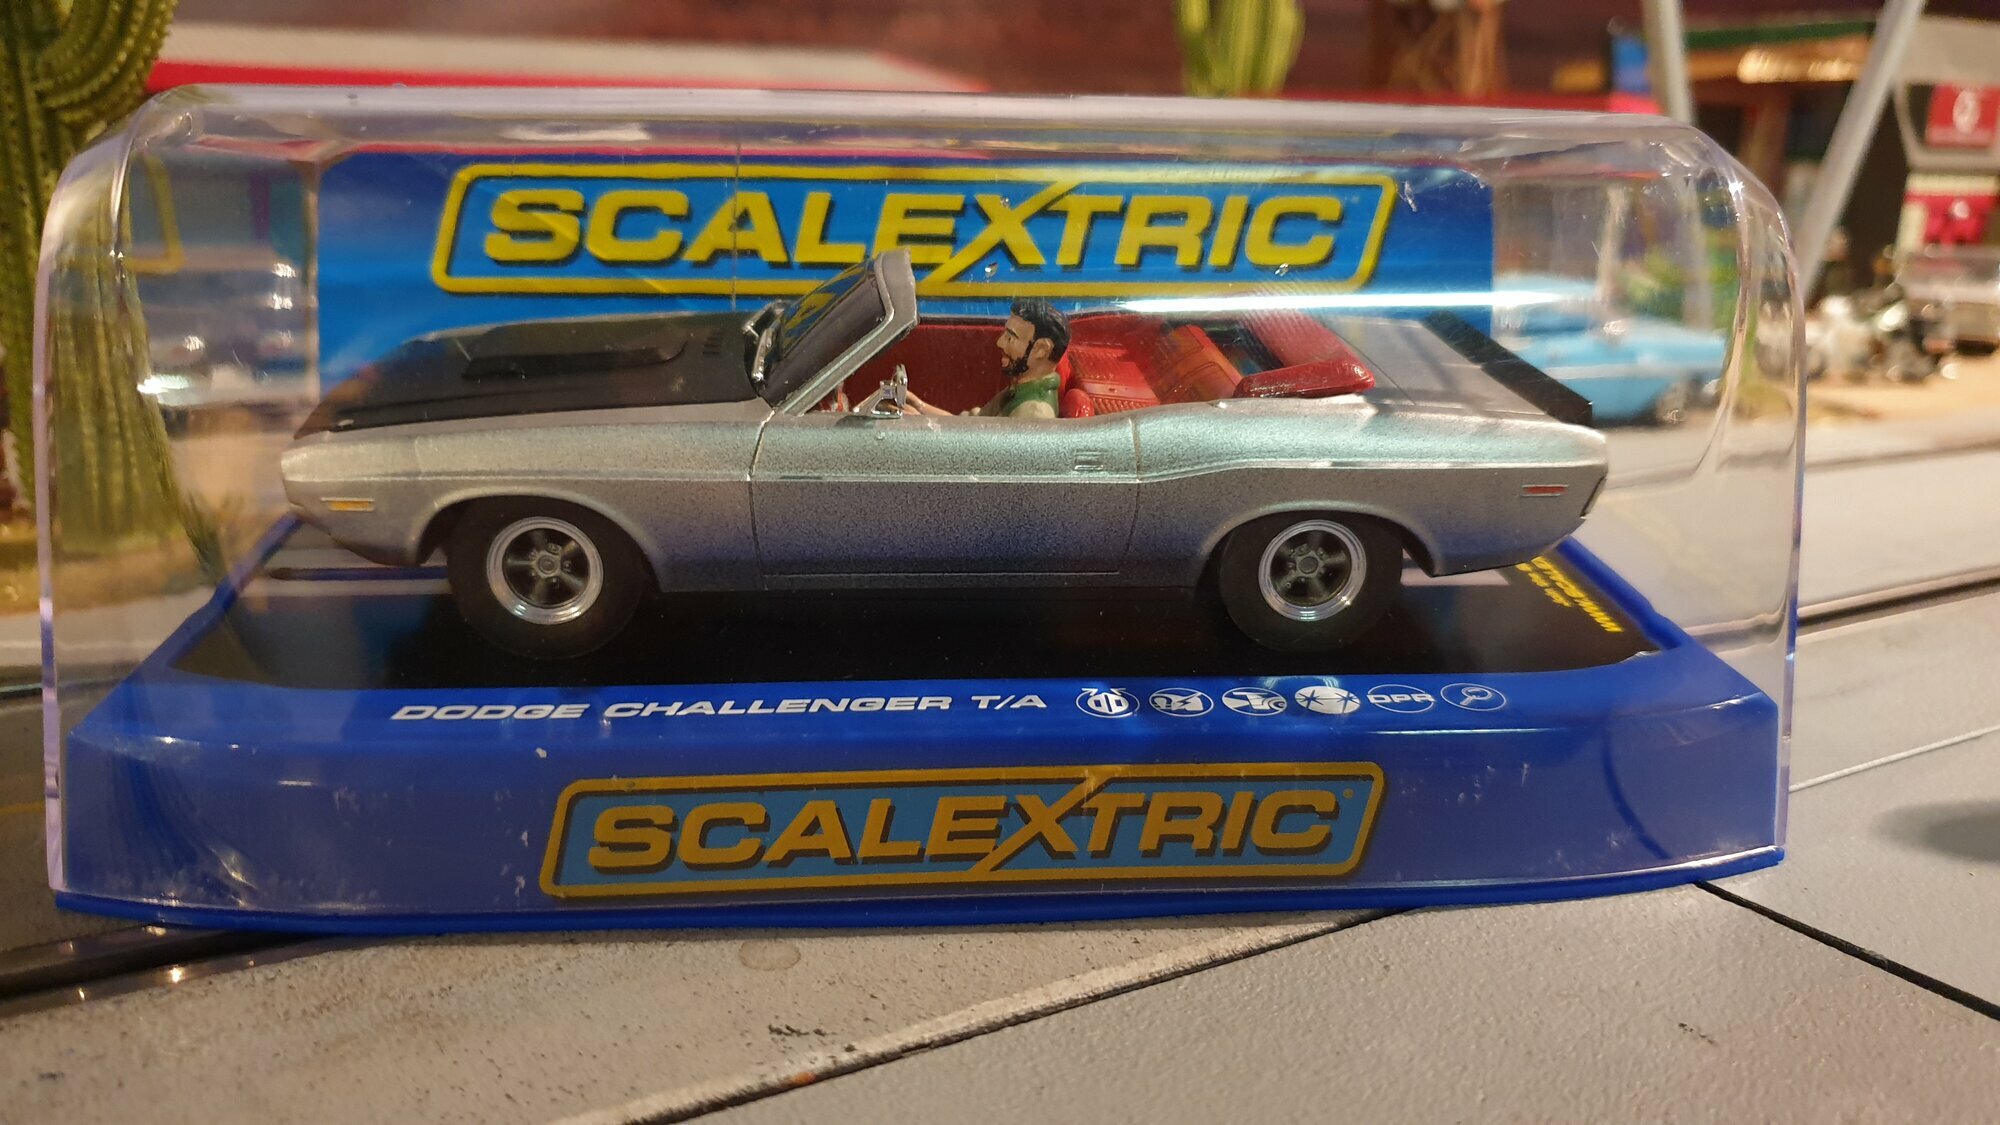 SCALEXTRIC
DODGE CHALLENGER T/A
DPR
SCALEXTRIC